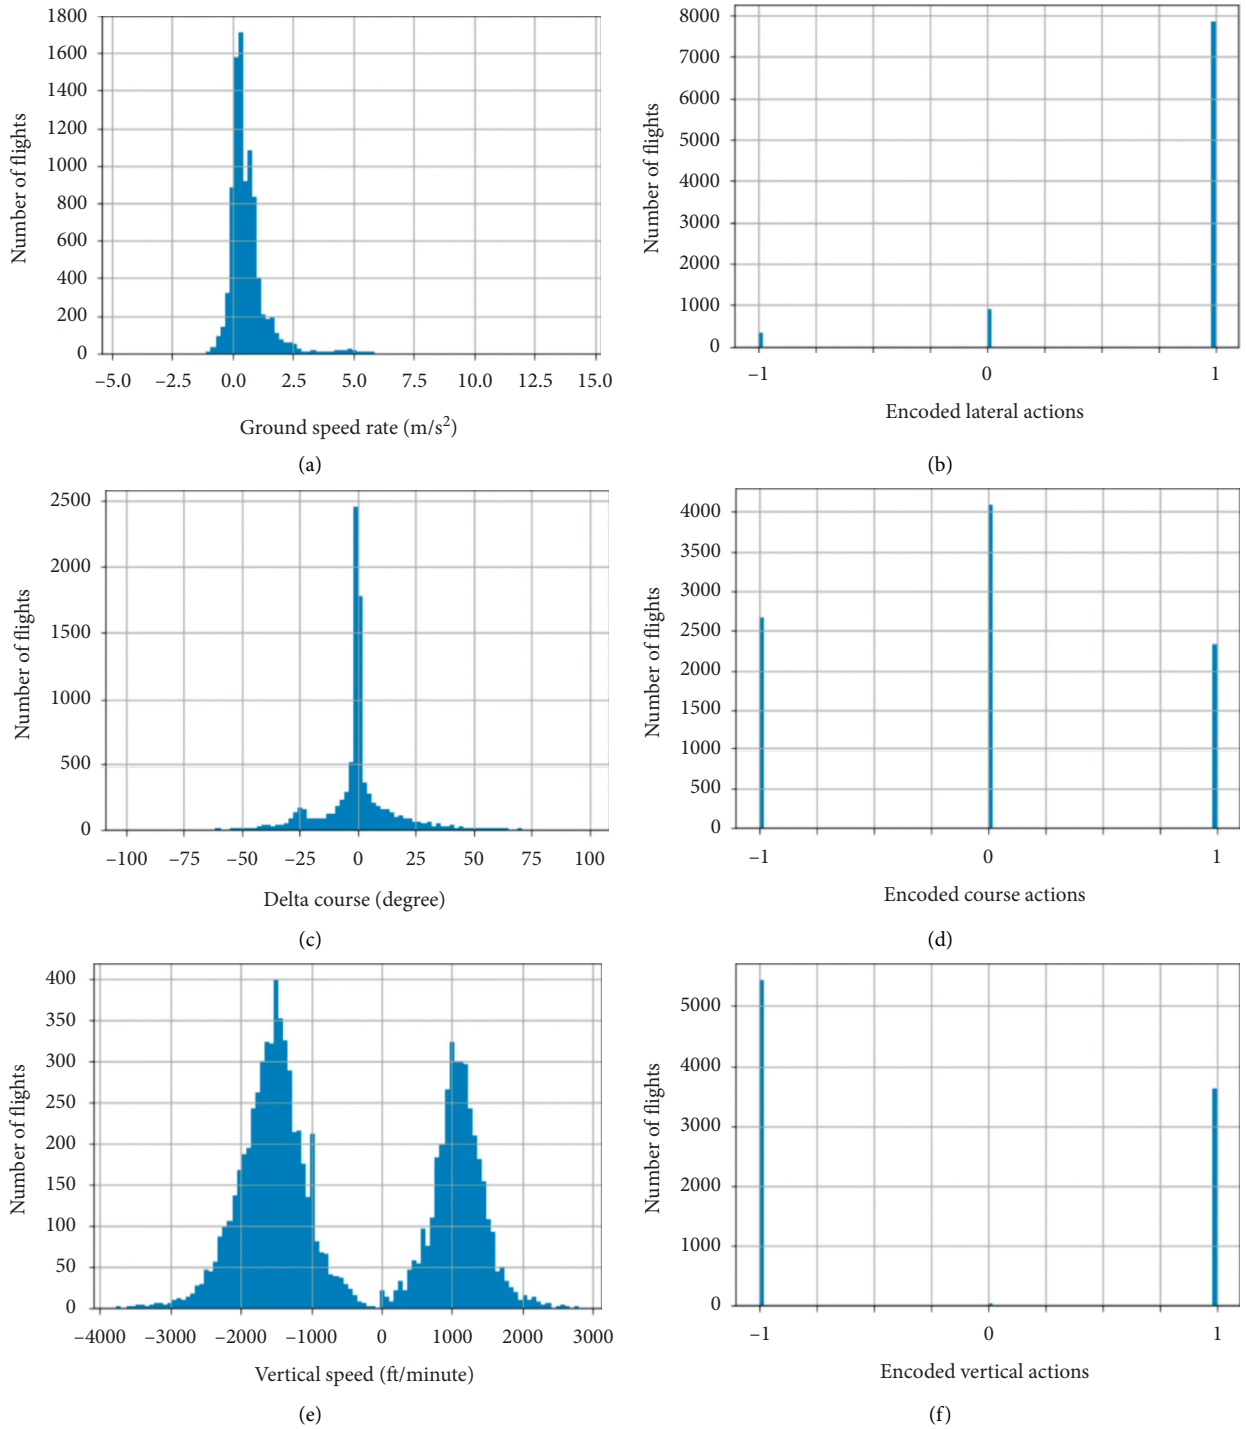 1800
1600
1400
1200
1000
800
600
400
200
0
Number of flights
−5.0 −2.5 0.0 2.5 5.0 7.5 10.0 12.5 15.0
Ground speed rate (m/s²)
(a)
8000
7000
6000
5000
4000
3000
2000
1000
0
Number of flights
−1 0 1
Encoded lateral actions
(b)
2500
2000
1500
1000
500
0
Number of flights
−100 −75 −50 −25 0 25 50 75 100
Delta course (degree)
(c)
4000
3500
3000
2500
2000
1500
1000
500
0
Number of flights
−1 0 1
Encoded course actions
(d)
400
350
300
250
200
150
100
50
0
Number of flights
−4000 −3000 −2000 −1000 0 1000 2000 3000
Vertical speed (ft/minute)
(e)
5000
4000
3000
2000
1000
0
Number of flights
−1 0 1
Encoded vertical actions
(f)